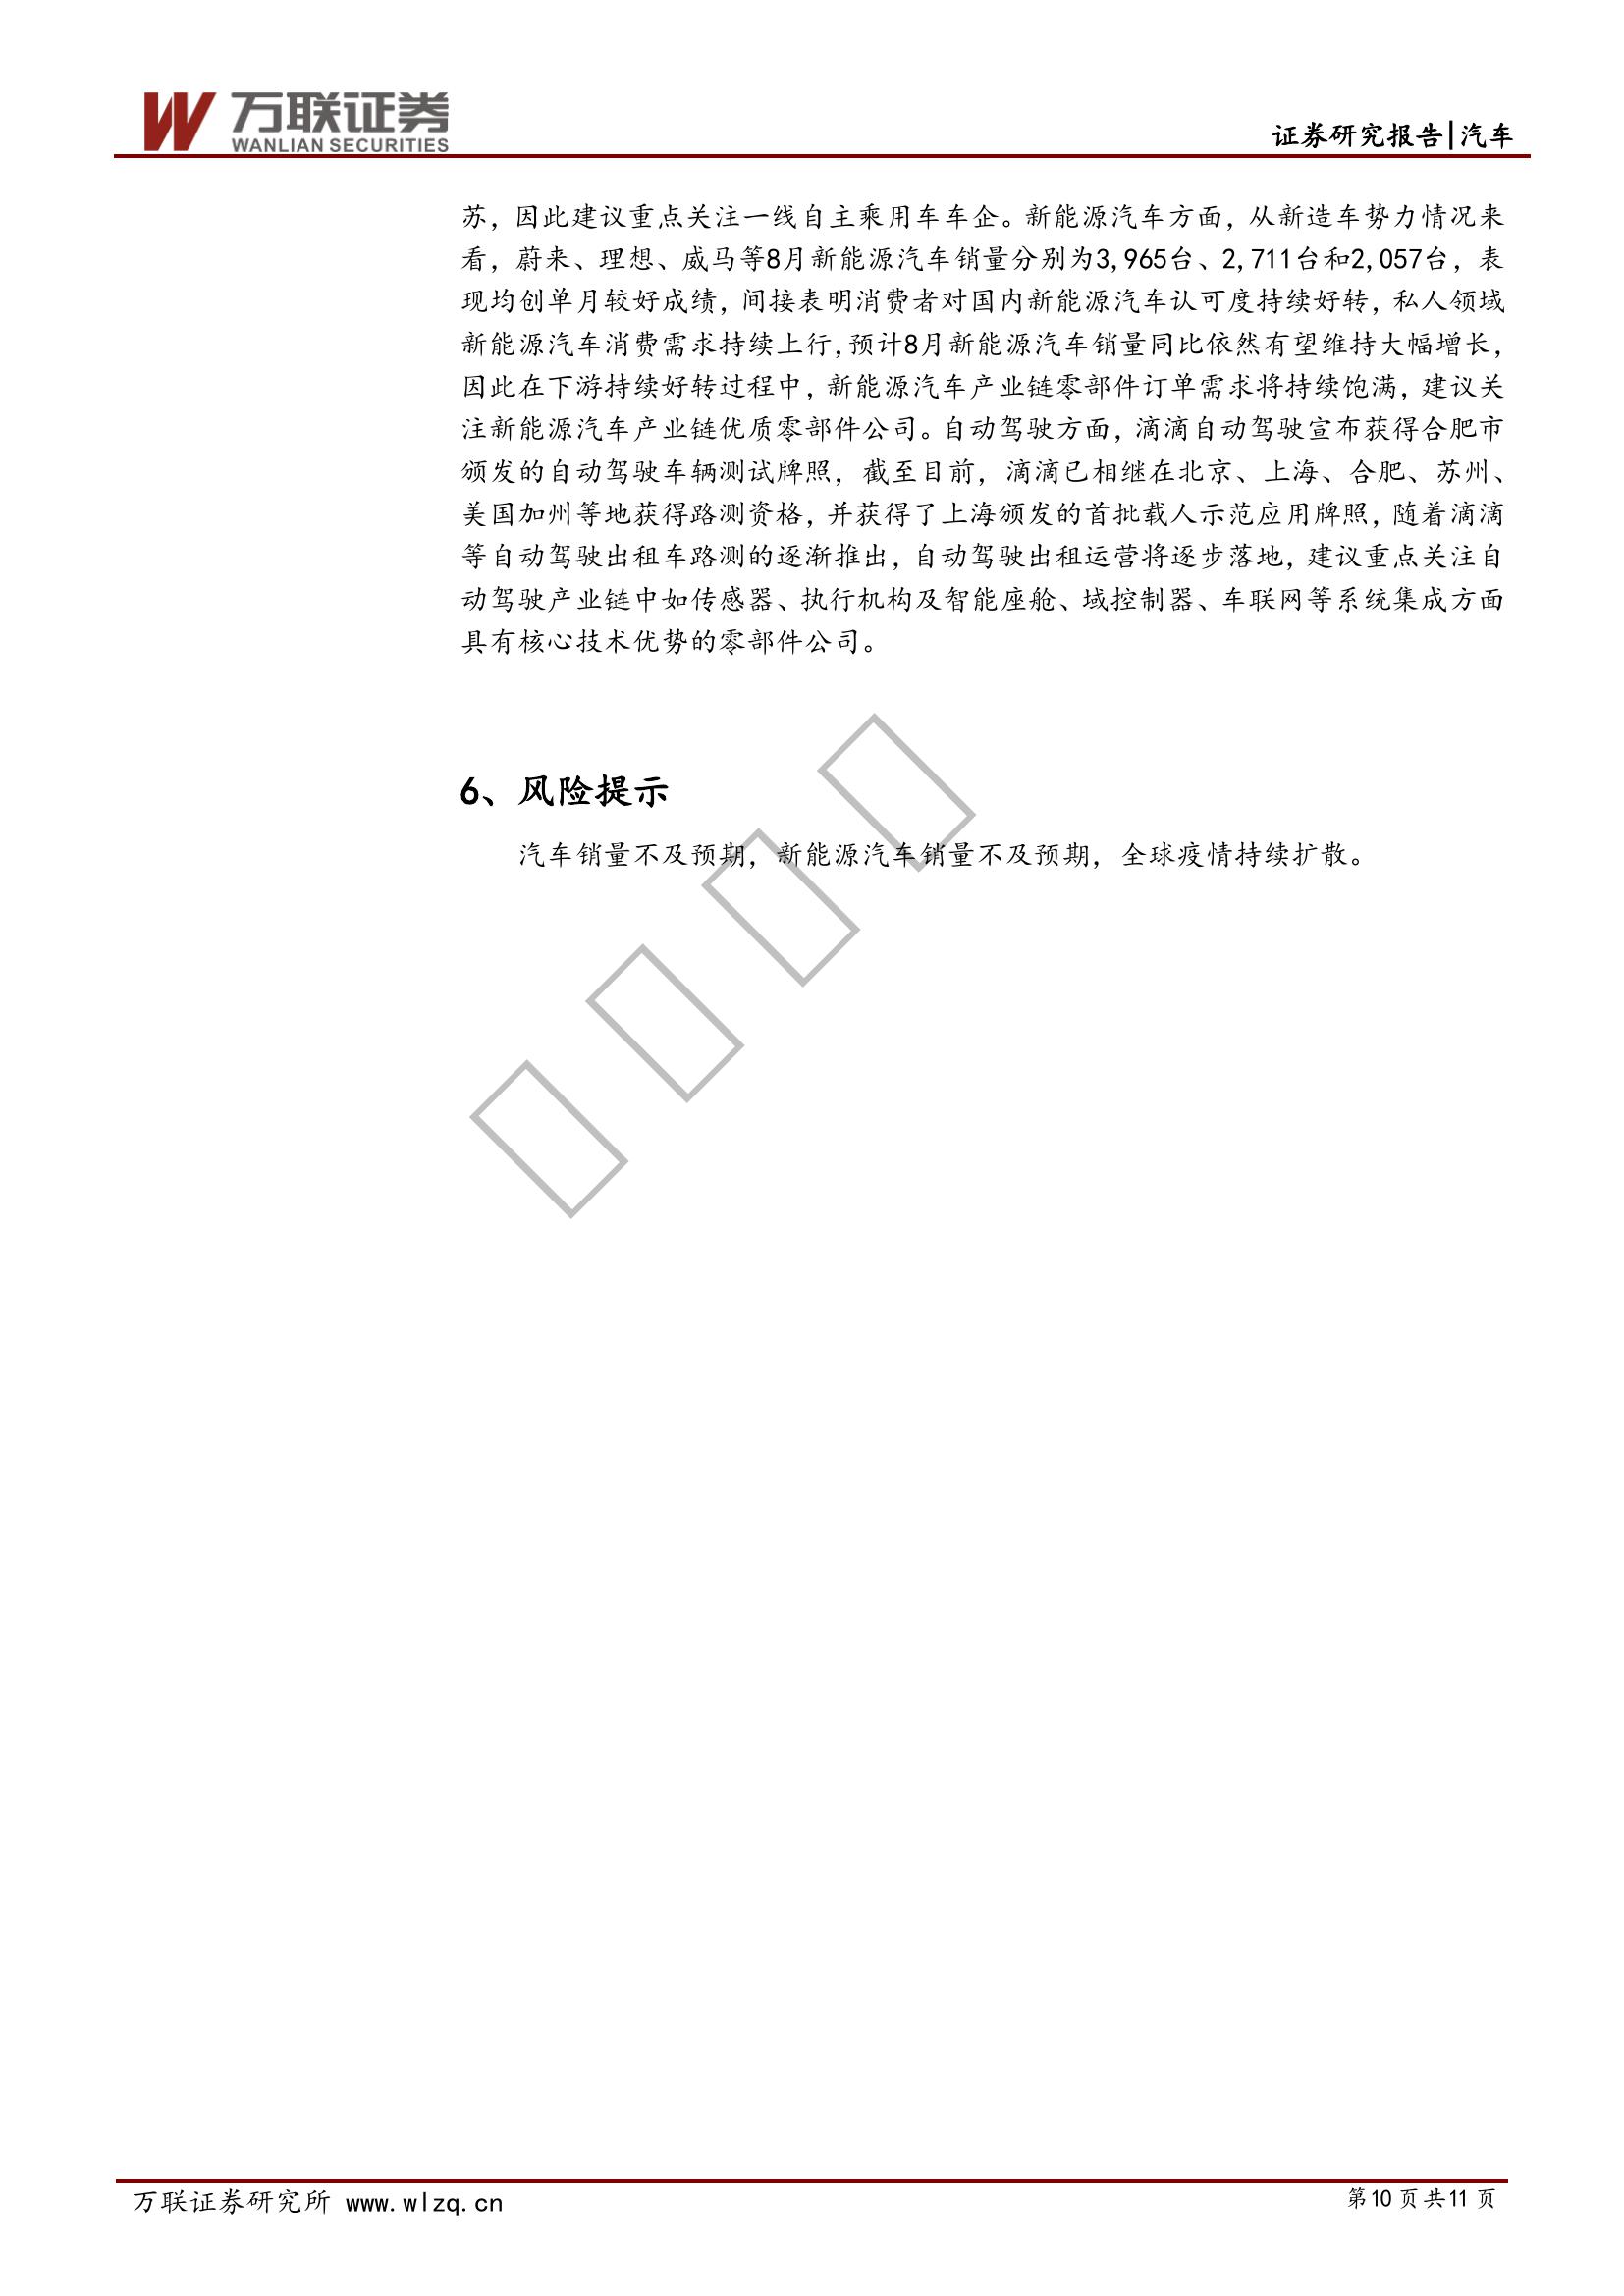 万联证券
WANLIAN SECURITIES
证券研究报告|汽车
苏，因此建议重点关注一线自主乘用车车企。新能源汽车方面，从新造车势力情况来
看，蔚来、理想、威马等8月新能源汽车销量分别为3,965台、2,711台和2,057台，表
现均创单月较好成绩，间接表明消费者对国内新能源汽车认可度持续好转，私人领域
新能源汽车消费需求持续上行,预计8月新能源汽车销量同比依然有望维持大幅增长，
因此在下游持续好转过程中，新能源汽车产业链零部件订单需求将持续饱满，建议关
注新能源汽车产业链优质零部件公司。自动驾驶方面，滴滴自动驾驶宣布获得合肥市
颁发的自动驾驶车辆测试牌照，截至目前，滴滴已相继在北京、上海、合肥、苏州、
美国加州等地获得路测资格，并获得了上海颁发的首批载人示范应用牌照，随着滴滴
等自动驾驶出租车路测的逐渐推出，自动驾驶出租运营将逐步落地，建议重点关注自
动驾驶产业链中如传感器、执行机构及智能座舱、域控制器、车联网等系统集成方面
具有核心技术优势的零部件公司。
6、风险提示
汽车销量不及预期，新能源汽车销量不及预期，全球疫情持续扩散。
万联证券研究所 www.wlzq.cn
第10 页 共11 页